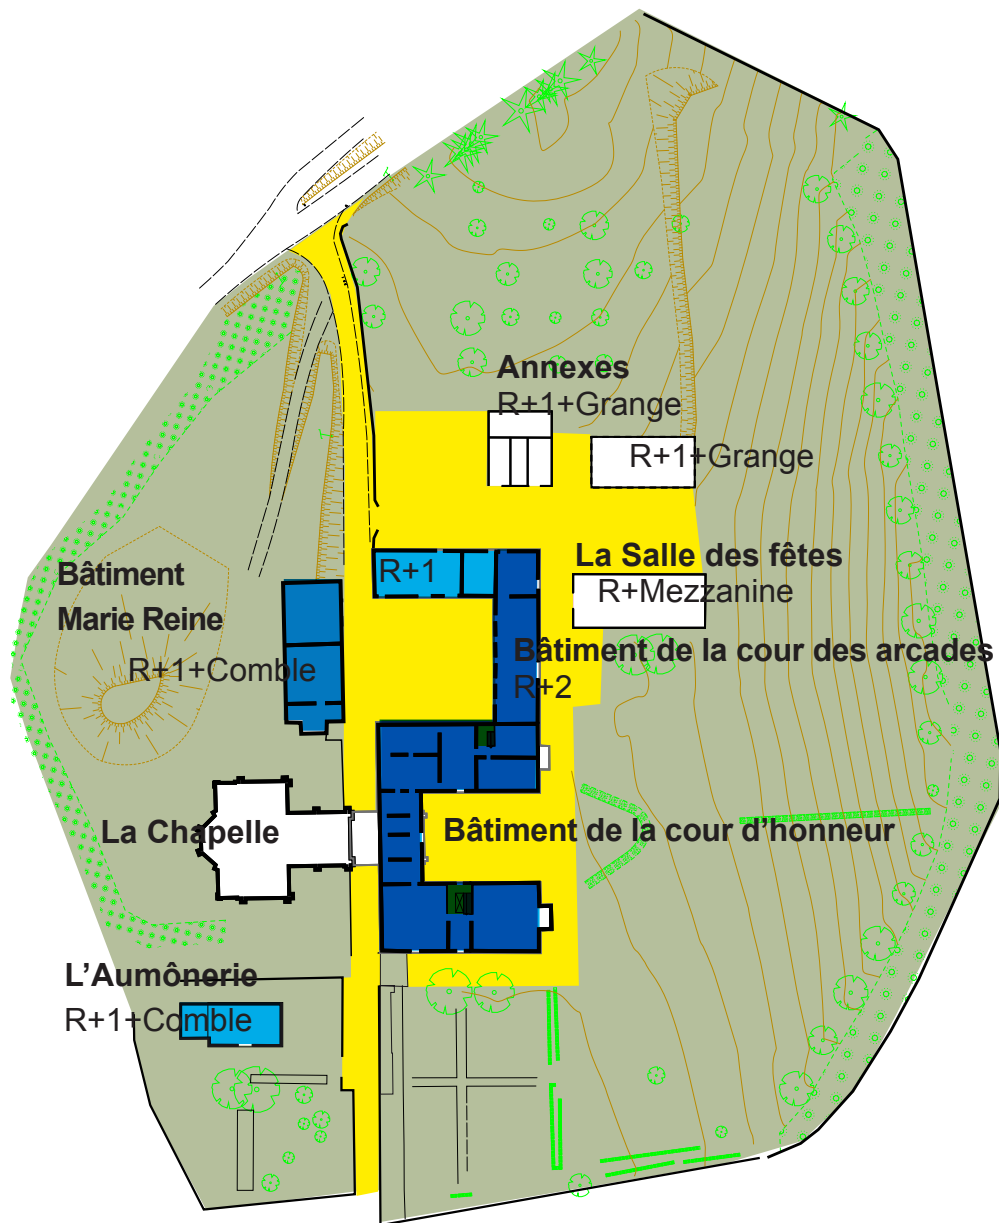 Annexes
R+1+Grange
R+1+Grange
La Salle des fêtes
R+Mezzanine
R+1
Bâtiment
Marie Reine
R+1+Comble
Bâtiment de la cour des arcades
R+2
La Chapelle
Bâtiment de la cour d’honneur
L’Aumônerie
R+1+Comble